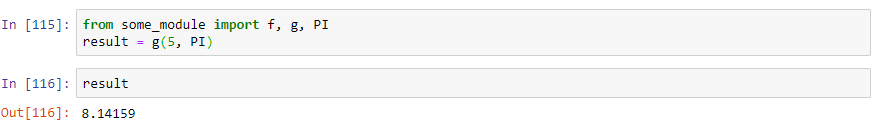 In [115]: from some_module import f, g, PI
result = g(5, PI)
In [116]: result
Out[116]: 8.14159